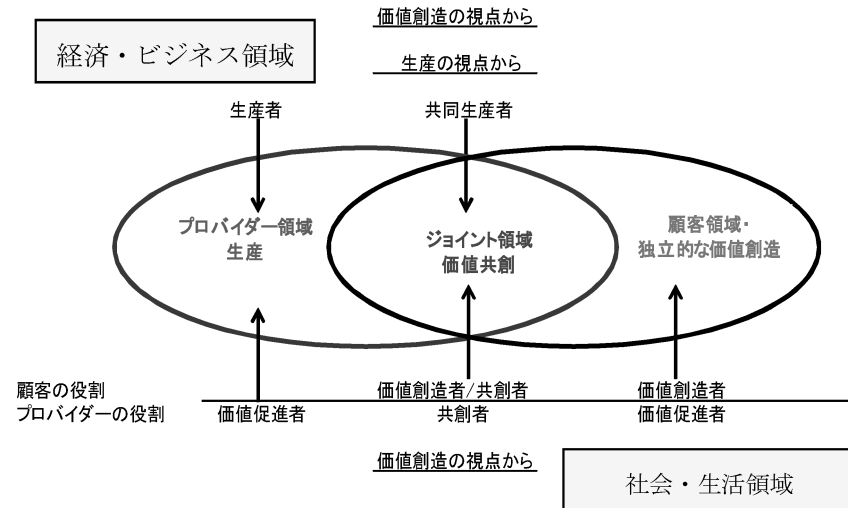 価値創造の視点から
経済・ビジネス領域
生産の視点から
生産者
共同生産者
プロバイダー領域
生産
ジョイント領域
価値共創
顧客領域・
独立的な価値創造
顧客の役割
価値創造者/共創者
価値創造者
プロバイダーの役割
価値促進者
共創者
価値促進者
価値創造の視点から
社会・生活領域